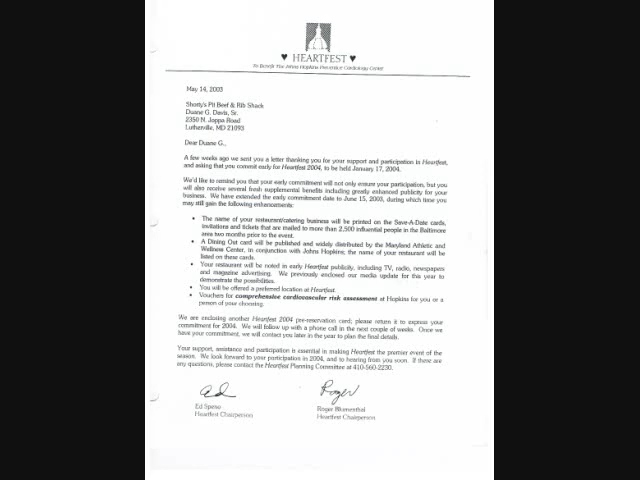 ♥ HEARTFEST ♥
To Benefit The Johns Hopkins Preventive Cardiology Center
May 14, 2003
Shorty's Pit Beef & Rib Shack
Duane G. Davis, Sr.
2350 N. Joppa Road
Lutherville, MD 21093
Dear Duane G.,
A few weeks ago we sent you a letter thanking you for your support and participation in Heartfest,
and asking that you commit early for Heartfest 2004, to be held January 17, 2004.
We'd like to remind you that your early commitment will not only ensure your participation, but you
will also receive several fresh supplemental benefits including greatly enhanced publicity for your
business. We have extended the early commitment date to June 15, 2003, during which time you
may still gain the following enhancements:
• The name of your restaurant/catering business will be printed on the Save-A-Date cards,
invitations and tickets that are mailed to more than 2,500 influential people in the Baltimore
area two months prior to the event.
• A Dining Out card will be published and widely distributed by the Maryland Athletic and
Wellness Center, in conjunction with Johns Hopkins; the name of your restaurant will be
listed on these cards.
• Your restaurant will be noted in early Heartfest publicity, including TV, radio, newspapers
and magazine advertising. We previously enclosed our media update for this year to
demonstrate the possibilities.
• You will be offered a preferred location at Heartfest.
• Vouchers for comprehensive cardiovascular risk assessment at Hopkins for you or a
person of your choosing.
We are enclosing another Heartfest 2004 pre-reservation card; please return it to express your
commitment for 2004. We will follow up with a phone call in the next couple of weeks. Once we
have your commitment, we will contact you later in the year to plan the final details.
Your support, assistance and participation is essential in making Heartfest the premier event of the
season. We look forward to your participation in 2004, and to hearing from you soon. If there are
any questions, please contact the Heartfest Planning Committee at 410-560-2230.
Ed Roger
Ed Speno Roger Blumenthal
Heartfest Chairperson Heartfest Chairperson